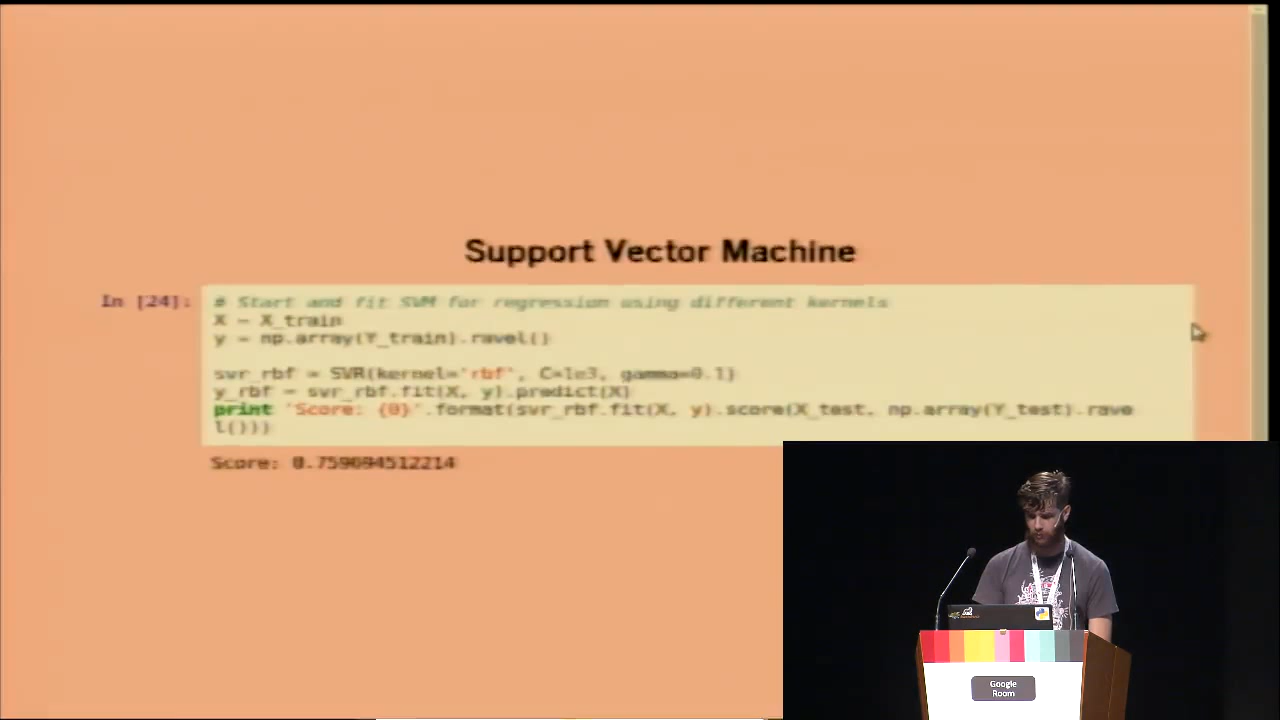 Support Vector Machine
In [24]:
# Start and fit SVM for regression using different kernels
X = X_train
y = np.array(Y_train).ravel()
svr_rbf = SVR(kernel='rbf', C=1e3, gamma=0.1)
y_rbf = svr_rbf.fit(X, y).predict(X)
print 'Score: {0}'.format(svr_rbf.fit(X, y).score(X_test, np.array(Y_test).rave
l()))
Score:
Google
Room